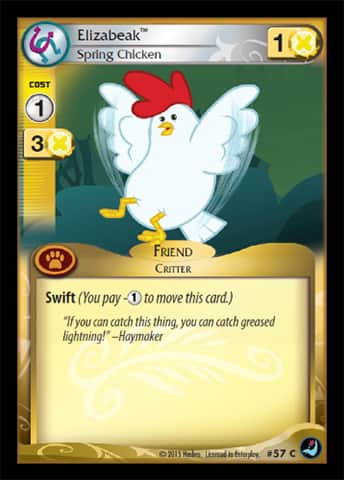 Elizabeak™
Spring Chicken
1
COST
1
3
FRIEND
CRITTER
Swift (You pay -1 to move this card.)
"If you can catch this thing, you can catch greased
lightning!" –Haymaker
© 2015 Hasbro. Licensed to Enterplay. #57 C